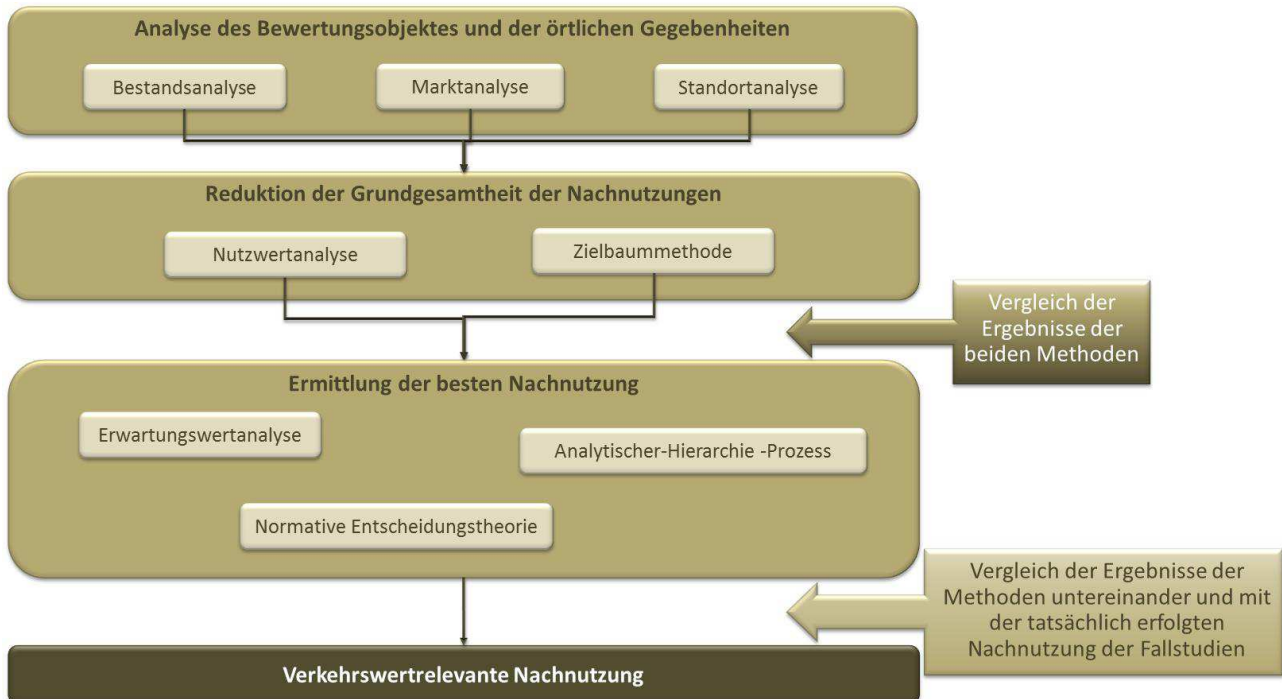 Analyse des Bewertungsobjektes und der örtlichen Gegebenheiten
Bestandsanalyse
Marktanalyse
Standortanalyse
Reduktion der Grundgesamtheit der Nachnutzungen
Nutzwertanalyse
Zielbaummethode
Vergleich der
Ergebnisse der
beiden Methoden
Ermittlung der besten Nachnutzung
Erwartungswertanalyse
Analytischer-Hierarchie -Prozess
Normative Entscheidungstheorie
Vergleich der Ergebnisse der
Methoden untereinander und mit
der tatsächlich erfolgten
Nachnutzung der Fallstudien
Verkehrswertrelevante Nachnutzung